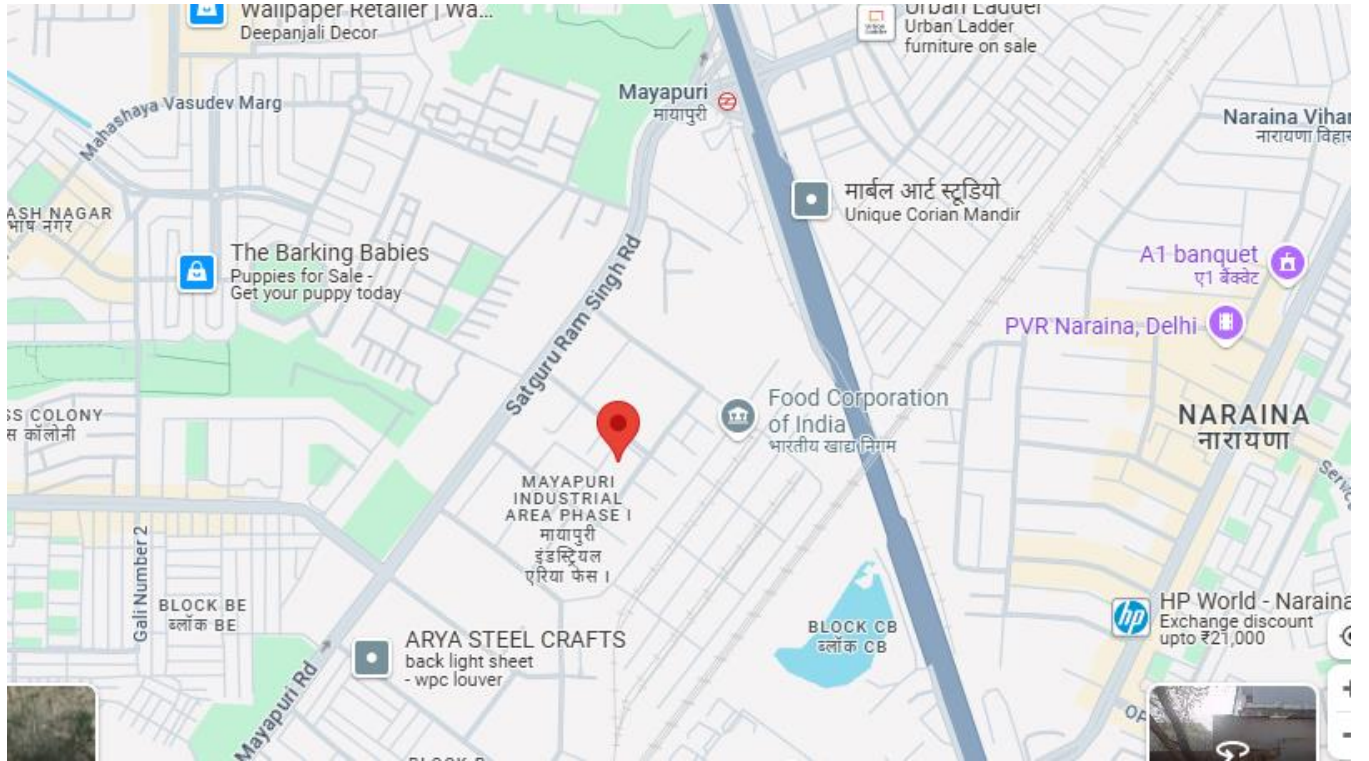 Wallpaper Retailer | Wa...
Deepanjali Decor
Urban Ladder
Urban Ladder
furniture on sale
Mahashaya Vasudev Marg
Mayapuri
मायापुरी
Naraina Vihar
नारायणा विहार
मार्बल आर्ट स्टूडियो
Unique Corian Mandir
ASH NAGAR
भाष नगर
The Barking Babies
Puppies for Sale -
Get your puppy today
Satguru Ram Singh Rd
A1 banquet
ए1 बैंक्वेट
PVR Naraina, Delhi
SS COLONY
स कॉलोनी
Food Corporation
of India
भारतीय खाद्य निगम
NARAINA
नारायणा
Service
MAYAPURI
INDUSTRIAL
AREA PHASE I
मायापुरी
इंडस्ट्रियल
एरिया फेस I
Gali Number 2
BLOCK BE
ब्लॉक BE
ARYA STEEL CRAFTS
back light sheet
- wpc louver
BLOCK CB
ब्लॉक CB
hp
HP World - Naraina
Exchange discount
upto ₹21,000
Mayapuri Rd